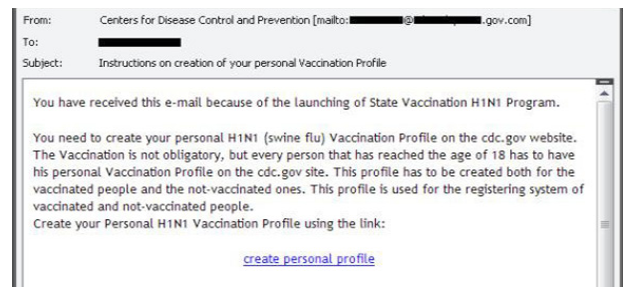 From: Centers for Disease Control and Prevention [mailto: @ .gov.com]
To:
Subject: Instructions on creation of your personal Vaccination Profile
You have received this e-mail because of the launching of State Vaccination H1N1 Program.
You need to create your personal H1N1 (swine flu) Vaccination Profile on the cdc.gov website.
The Vaccination is not obligatory, but every person that has reached the age of 18 has to have
his personal Vaccination Profile on the cdc.gov site. This profile has to be created both for the
vaccinated people and the not-vaccinated ones. This profile is used for the registering system of
vaccinated and not-vaccinated people.
Create your Personal H1N1 Vaccination Profile using the link:
create personal profile